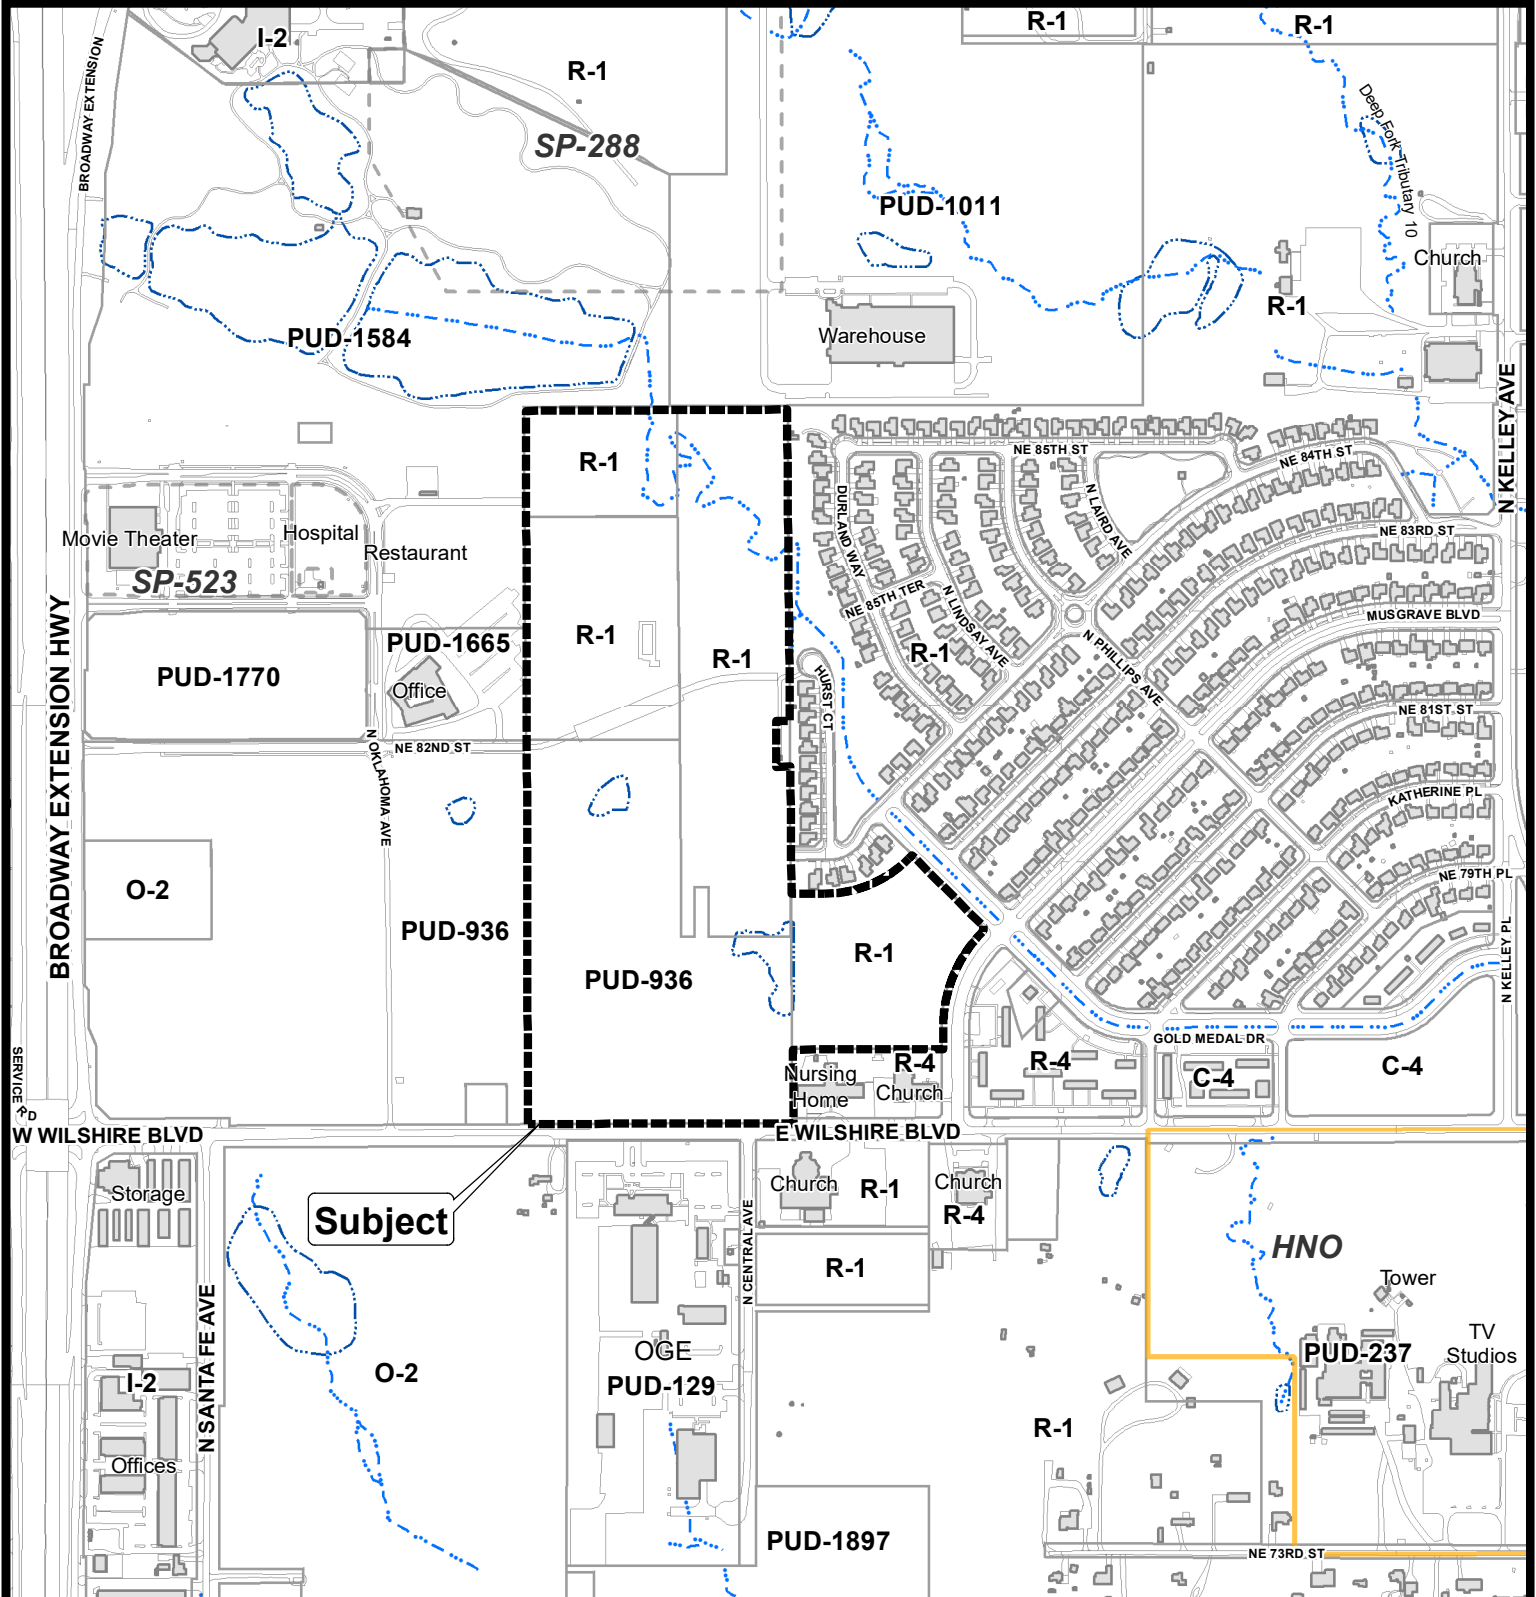 I-2
R-1
R-1
R-1
BROADWAY EXTENSION
SP-288
Deep Fork Tributary 10
PUD-1011
Church
R-1
PUD-1584
Warehouse
N KELLEY AVE
R-1
NE 85TH ST
NE 84TH ST
DURLAND WAY
N LAIRD AVE
NE 83RD ST
Movie Theater
Hospital
Restaurant
SP-523
NE 85TH TER
N LINDSAY AVE
MUSGRAVE BLVD
BROADWAY EXTENSION HWY
PUD-1770
PUD-1665
Office
R-1
R-1
R-1
N PHILLIPS AVE
HURST CT
NE 81ST ST
N OKLAHOMA AVE
NE 82ND ST
KATHERINE PL
O-2
PUD-936
PUD-936
R-1
NE 79TH PL
N KELLEY PL
GOLD MEDAL DR
Nursing
Home
R-4
Church
R-4
C-4
C-4
SERVICE RD
W WILSHIRE BLVD
E WILSHIRE BLVD
Storage
Subject
Church
R-1
Church
R-4
N CENTRAL AVE
R-1
HNO
Tower
N SANTA FE AVE
OGE
PUD-129
O-2
I-2
PUD-237
TV
Studios
R-1
Offices
PUD-1897
NE 73RD ST